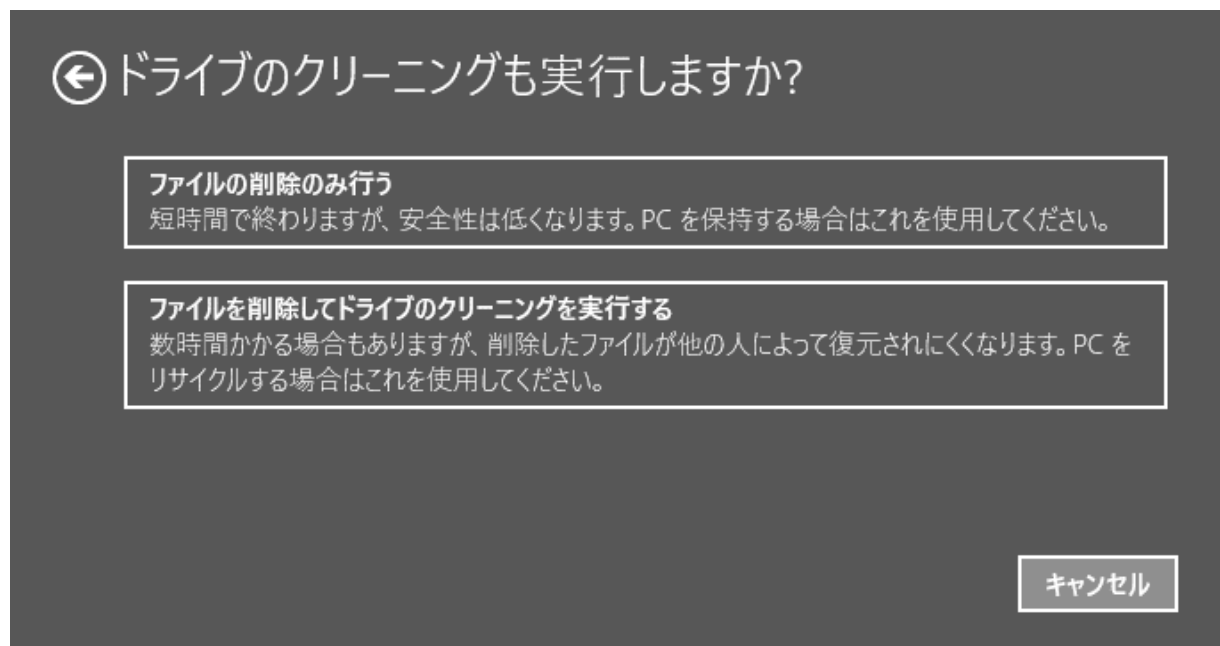 ドライブのクリーニングも実行しますか?
ファイルの削除のみ行う
短時間で終わりますが、安全性は低くなります。PC を保持する場合はこれを使用してください。
ファイルを削除してドライブのクリーニングを実行する
数時間かかる場合もありますが、削除したファイルが他の人によって復元されにくくなります。PC を
リサイクルする場合はこれを使用してください。
キャンセル